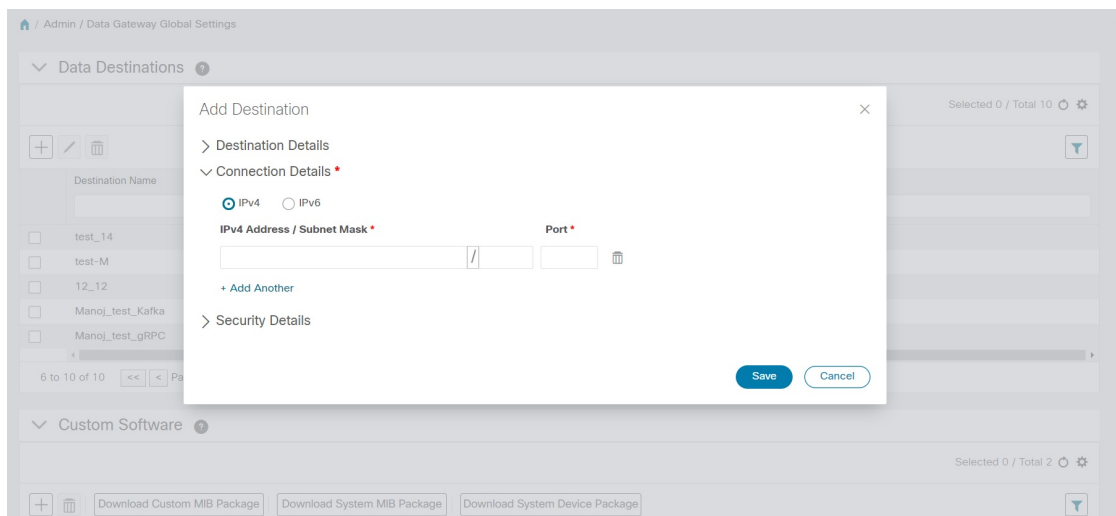 / Admin / Data Gateway Global Settings
Data Destinations ?
Add Destination
Selected 0 / Total 10
Destination Details
Connection Details *
Destination Name
IPv4 IPv6
IPv4 Address / Subnet Mask * Port *
/
test_14
test-M
12_12
+ Add Another
Manoj_test_Kafka
Security Details
Manoj_test_gRPC
6 to 10 of 10 << < Pa
Save Cancel
Custom Software ?
Selected 0 / Total 2
Download Custom MIB Package Download System MIB Package Download System Device Package